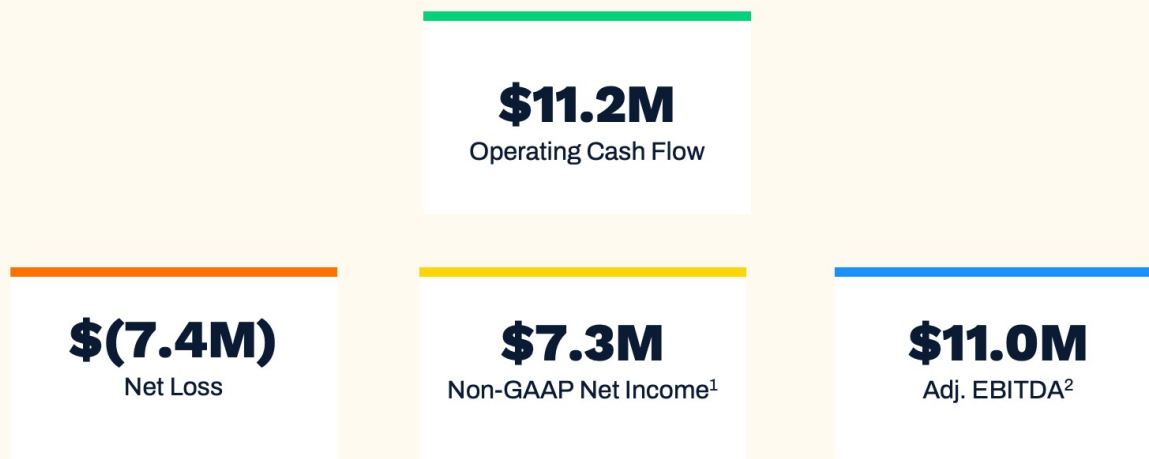 $11.2M
Operating Cash Flow
$(7.4M)
Net Loss
$7.3M
Non-GAAP Net Income¹
$11.0M
Adj. EBITDA²